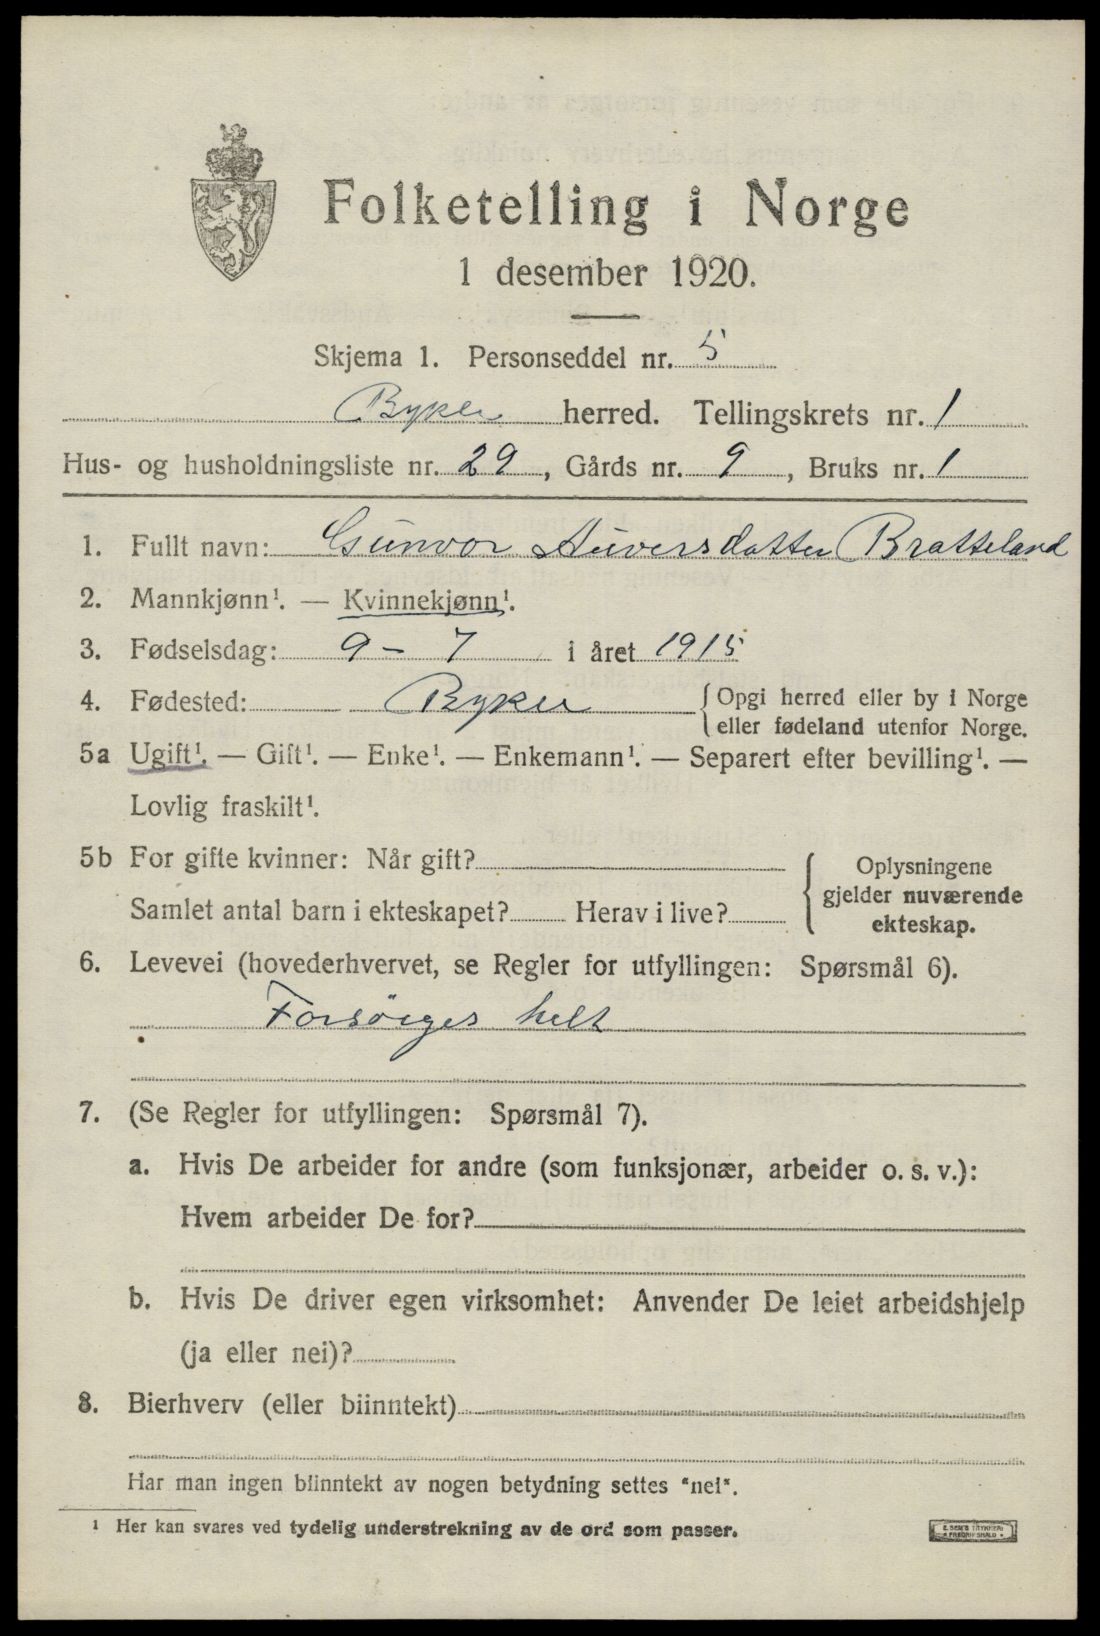 Folketelling i Norge
1 desember 1920.
Skjema 1. Personseddel nr. 5
Bykle herred. Tellingskrets nr. 1
Hus- og husholdningsliste nr. 29, Gårds nr. 9, Bruks nr. 1
1. Fullt navn: Gunvor Auversdatter Bratteland
2. Mannkjønn¹. — Kvinnekjønn¹.
3. Fødselsdag: 9 - 7 i året 1915
4. Fødested: Bykle { Opgi herred eller by i Norge
eller fødeland utenfor Norge.
5a Ugift¹. — Gift¹. — Enke¹. — Enkemann¹. — Separert efter bevilling¹. —
Lovlig fraskilt¹.
5b For gifte kvinner: Når gift?
Samlet antal barn i ekteskapet? Herav i live?
{ Oplysningene
gjelder nuværende
ekteskap.
6. Levevei (hovederhvervet, se Regler for utfyllingen: Spørsmål 6).
Forsörges helt
7. (Se Regler for utfyllingen: Spørsmål 7).
a. Hvis De arbeider for andre (som funksjonær, arbeider o. s. v.):
Hvem arbeider De for?
b. Hvis De driver egen virksomhet: Anvender De leiet arbeidshjelp
(ja eller nei)?
8. Bierhverv (eller biinntekt)
Har man ingen biinntekt av nogen betydning settes "nei".
¹ Her kan svares ved tydelig understrekning av de ord som passer.
E. SEM'S TRYKKERI
FREDRIKSHALD